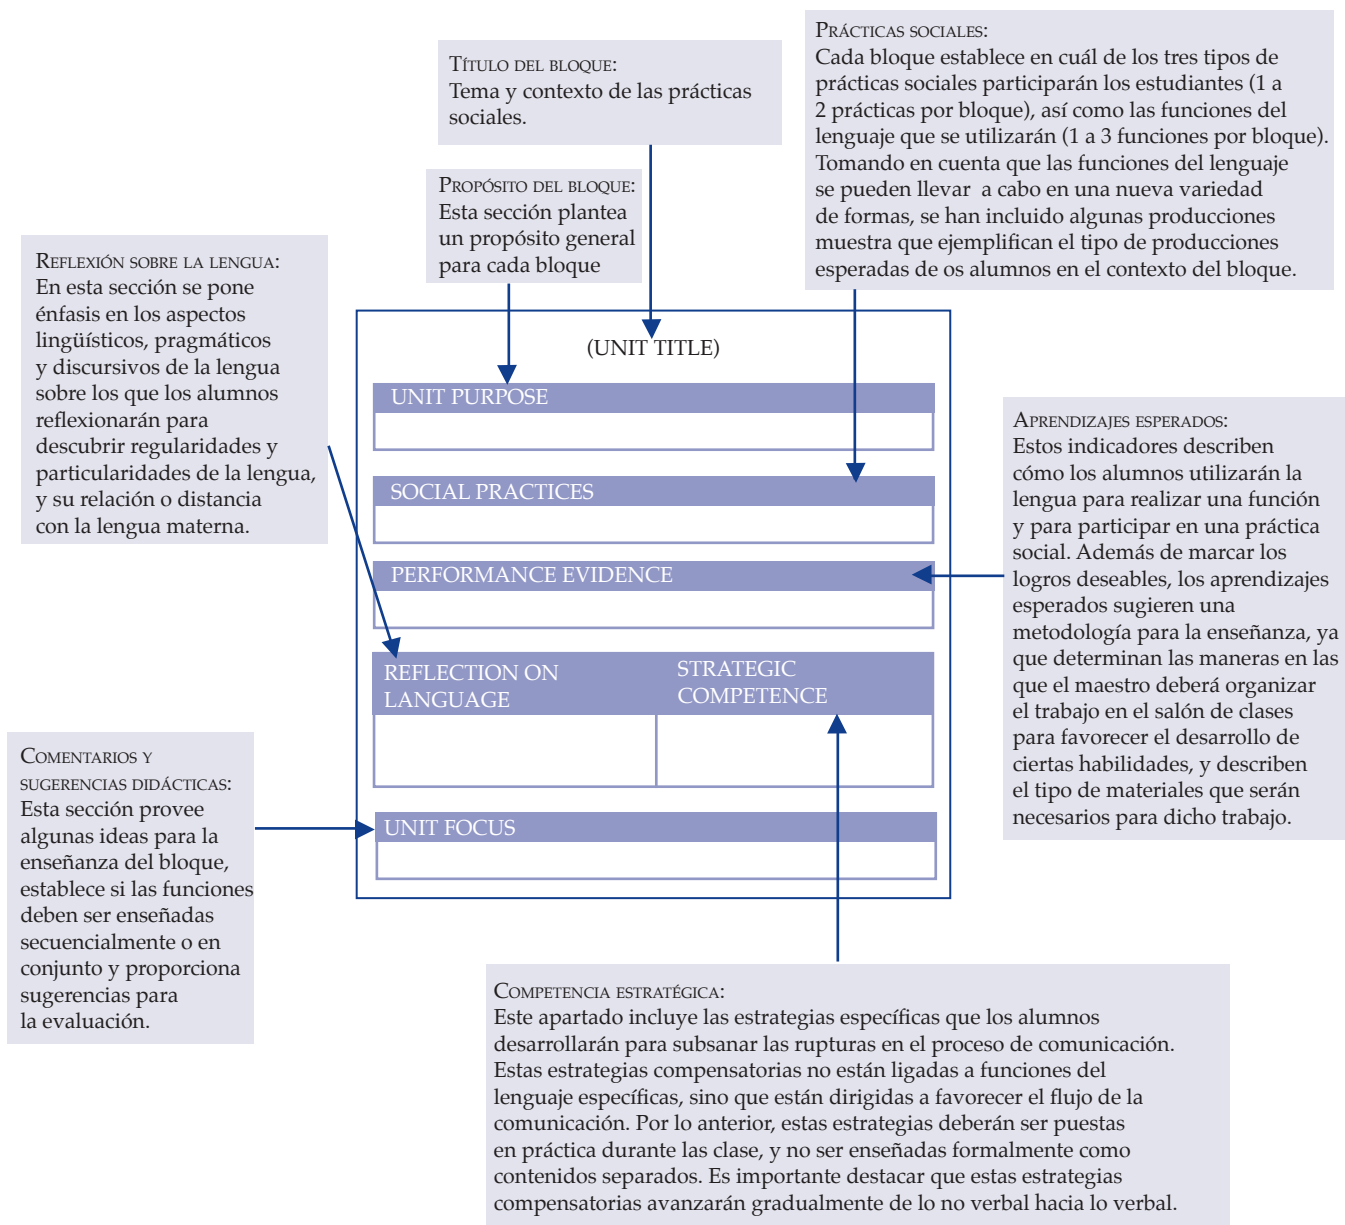 TÍTULO DEL BLOQUE:
Tema y contexto de las prácticas
sociales.
PRÁCTICAS SOCIALES:
Cada bloque establece en cuál de los tres tipos de
prácticas sociales participarán los estudiantes (1 a
2 prácticas por bloque), así como las funciones del
lenguaje que se utilizarán (1 a 3 funciones por bloque).
Tomando en cuenta que las funciones del lenguaje
se pueden llevar a cabo en una nueva variedad
de formas, se han incluido algunas producciones
muestra que ejemplifican el tipo de producciones
esperadas de os alumnos en el contexto del bloque.
PROPÓSITO DEL BLOQUE:
Esta sección plantea
un propósito general
para cada bloque
REFLEXIÓN SOBRE LA LENGUA:
En esta sección se pone
énfasis en los aspectos
lingüísticos, pragmáticos
y discursivos de la lengua
sobre los que los alumnos
reflexionarán para
descubrir regularidades y
particularidades de la lengua,
y su relación o distancia
con la lengua materna.
(UNIT TITLE)
UNIT PURPOSE
SOCIAL PRACTICES
PERFORMANCE EVIDENCE
REFLECTION ON
LANGUAGE
STRATEGIC
COMPETENCE
UNIT FOCUS
APRENDIZAJES ESPERADOS:
Estos indicadores describen
cómo los alumnos utilizarán la
lengua para realizar una función
y para participar en una práctica
social. Además de marcar los
logros deseables, los aprendizajes
esperados sugieren una
metodología para la enseñanza, ya
que determinan las maneras en las
que el maestro deberá organizar
el trabajo en el salón de clases
para favorecer el desarrollo de
ciertas habilidades, y describen
el tipo de materiales que serán
necesarios para dicho trabajo.
COMENTARIOS Y
SUGERENCIAS DIDÁCTICAS:
Esta sección provee
algunas ideas para la
enseñanza del bloque,
establece si las funciones
deben ser enseñadas
secuencialmente o en
conjunto y proporciona
sugerencias para
la evaluación.
COMPETENCIA ESTRATÉGICA:
Este apartado incluye las estrategias específicas que los alumnos
desarrollarán para subsanar las rupturas en el proceso de comunicación.
Estas estrategias compensatorias no están ligadas a funciones del
lenguaje específicas, sino que están dirigidas a favorecer el flujo de la
comunicación. Por lo anterior, estas estrategias deberán ser puestas
en práctica durante las clase, y no ser enseñadas formalmente como
contenidos separados. Es importante destacar que estas estrategias
compensatorias avanzarán gradualmente de lo no verbal hacia lo verbal.